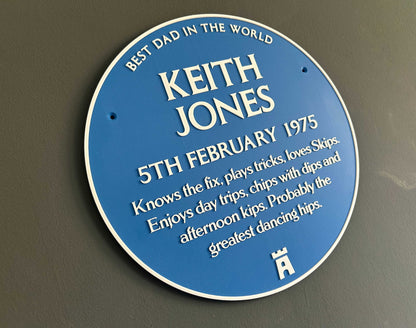 BEST DAD IN THE WORLD
KEITH
JONES
5TH FEBRUARY 1975
Knows the fix, plays tricks, loves Skips.
Enjoys day trips, chips with dips and
afternoon kips. Probably the
greatest dancing hips.